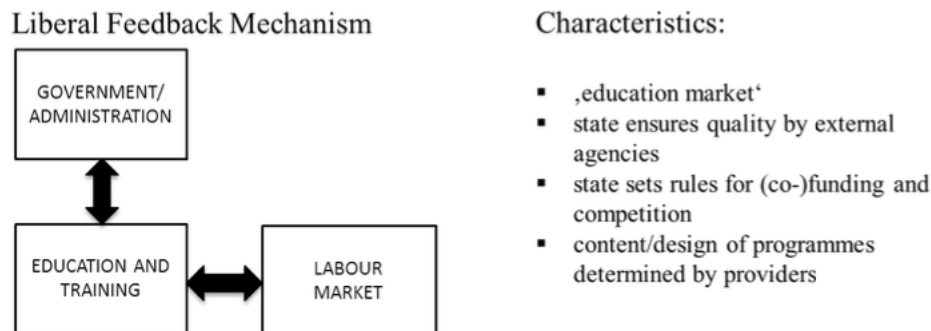 Liberal Feedback Mechanism
GOVERNMENT/
ADMINISTRATION
EDUCATION AND
TRAINING
LABOUR
MARKET
Characteristics:
▪ ‚education market‘
▪ state ensures quality by external
agencies
▪ state sets rules for (co-)funding and
competition
▪ content/design of programmes
determined by providers